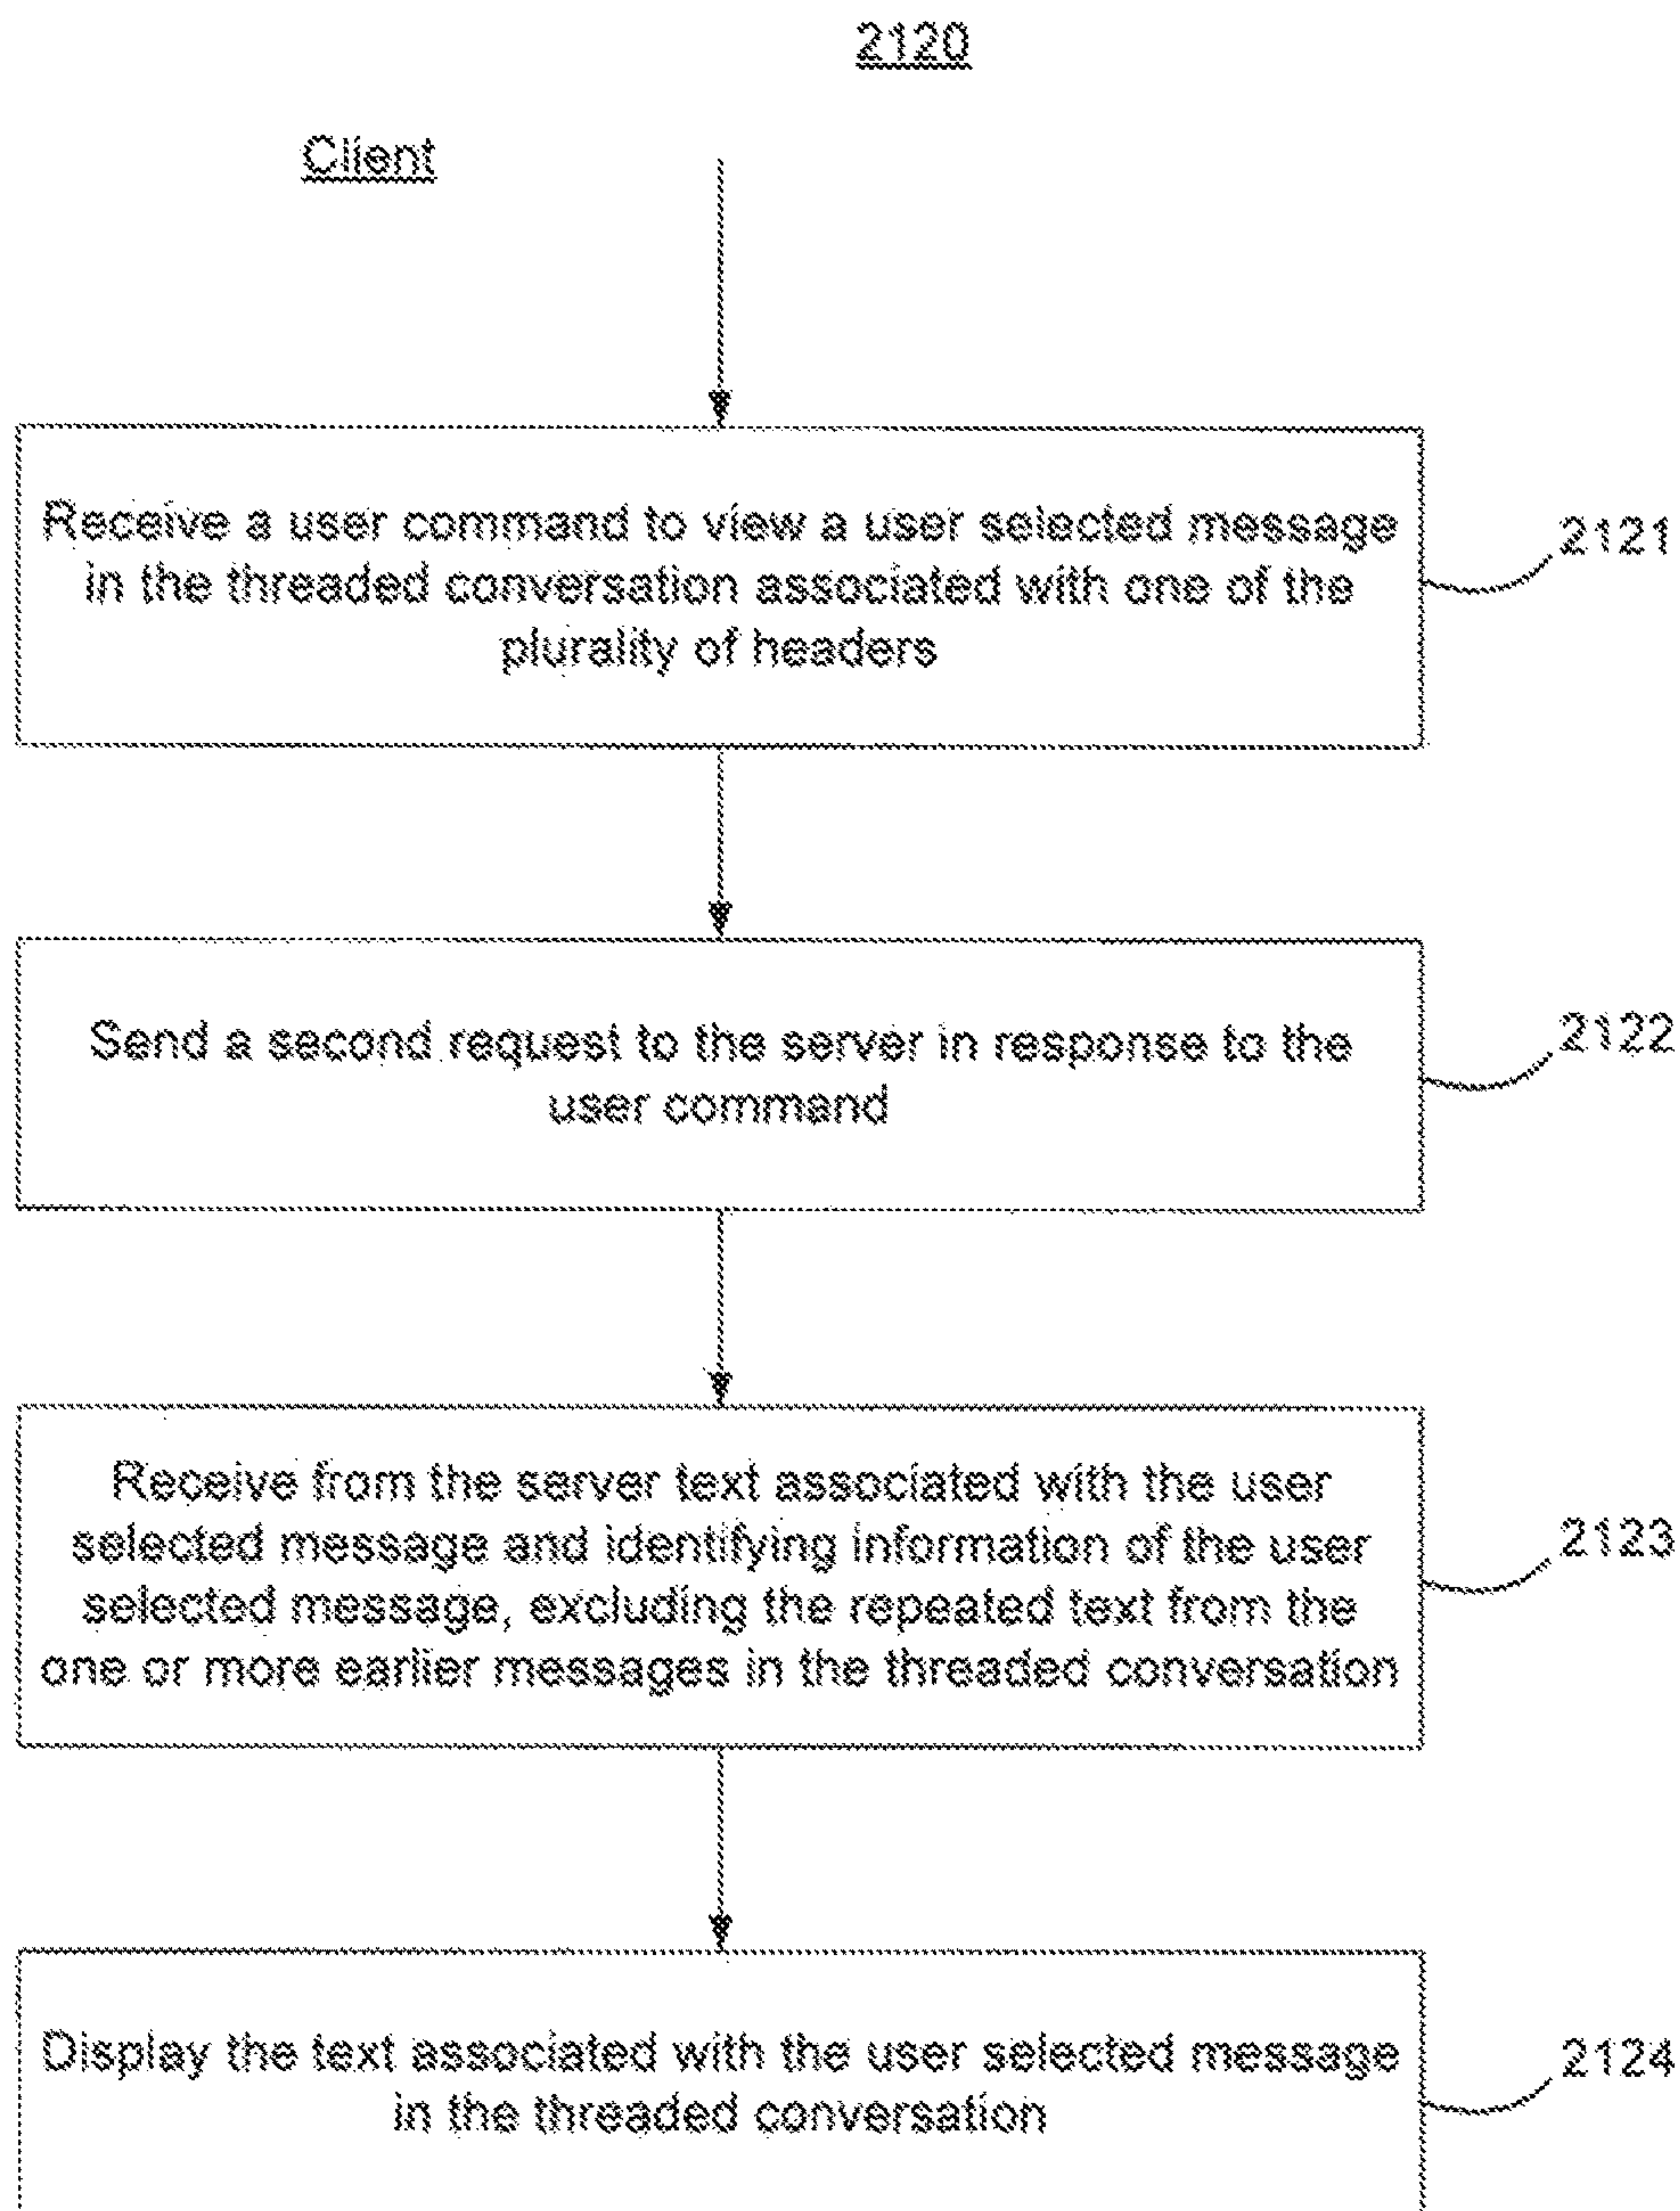 2120
Client
Receive a user command to view a user selected message
in the threaded conversation associated with one of the
plurality of headers
2121
Send a second request to the server in response to the
user command
2122
Receive from the server text associated with the user
selected message and identifying information of the user
selected message, excluding the repeated text from the
one or more earlier messages in the threaded conversation
2123
Display the text associated with the user selected message
in the threaded conversation
2124